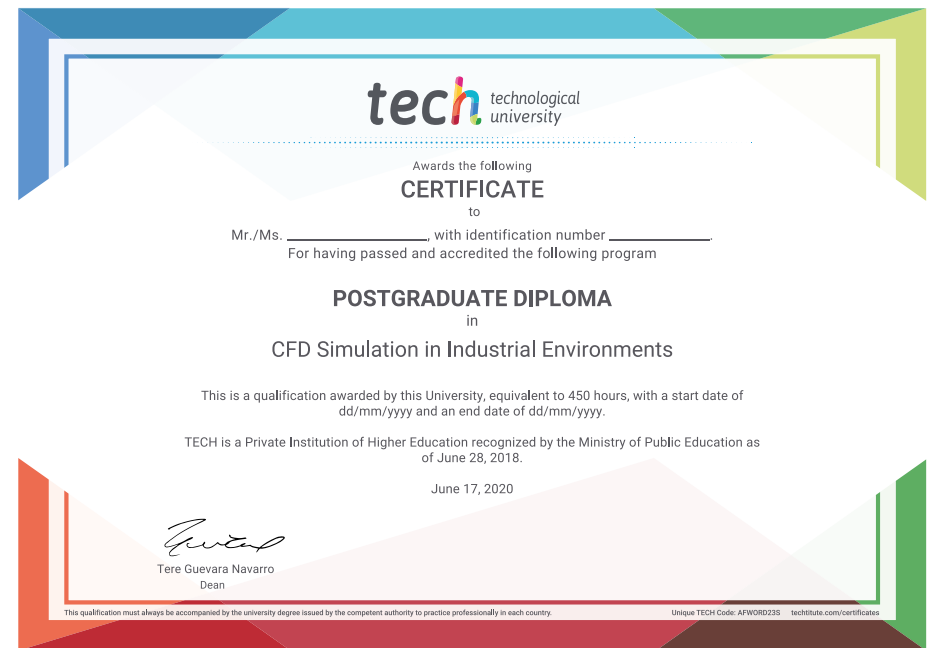 tech technological
university
Awards the following
CERTIFICATE
to
Mr./Ms. ____________________, with identification number ______________.
For having passed and accredited the following program
POSTGRADUATE DIPLOMA
in
CFD Simulation in Industrial Environments
This is a qualification awarded by this University, equivalent to 450 hours, with a start date of
dd/mm/yyyy and an end date of dd/mm/yyyy.
TECH is a Private Institution of Higher Education recognized by the Ministry of Public Education as
of June 28, 2018.
June 17, 2020
Tere Guevara Navarro
Dean
This qualification must always be accompanied by the university degree issued by the competent authority to practice professionally in each country. Unique TECH Code: AFWORD23S techtitute.com/certificates